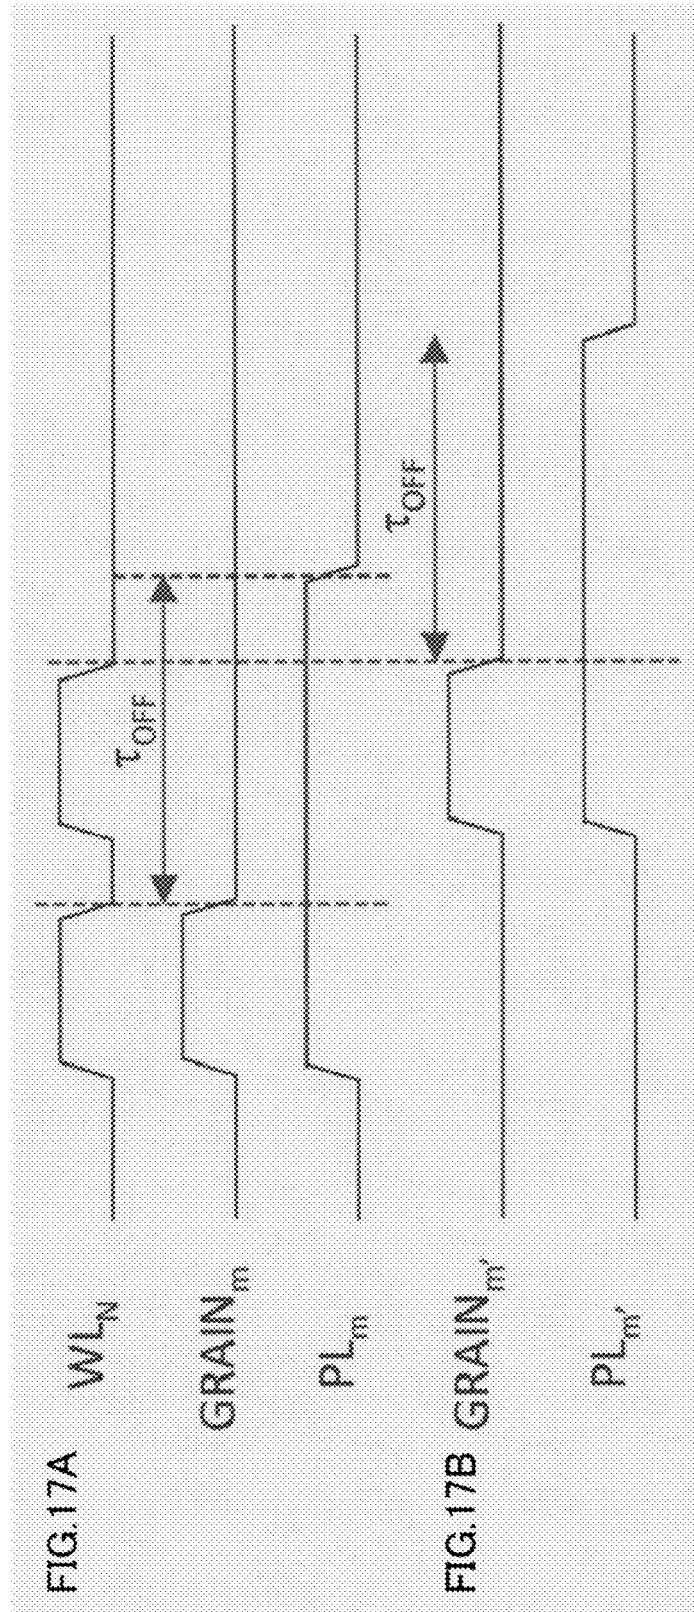 FIG.17A
WL_N
GRAIN_m
PL_m
τ_OFF
FIG.17B
GRAIN_m'
PL_m'
τ_OFF